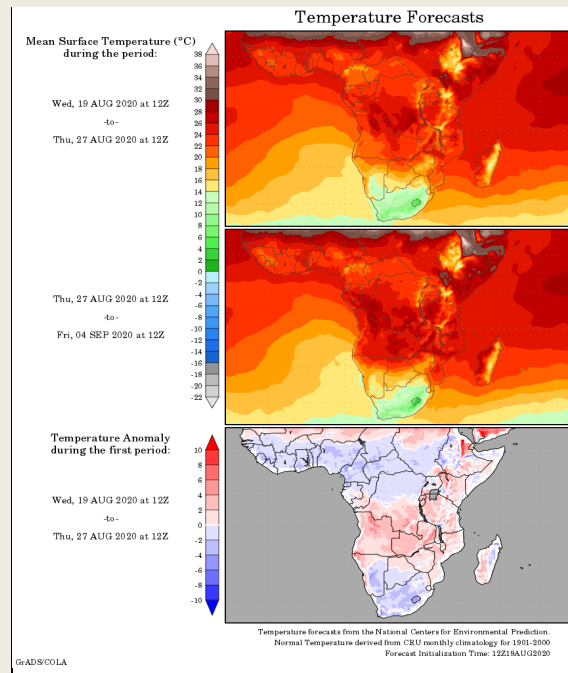 Temperature Forecasts
Mean Surface Temperature (°C)
during the period:
Wed, 19 AUG 2020 at 12Z
-to-
Thu, 27 AUG 2020 at 12Z
Thu, 27 AUG 2020 at 12Z
-to-
Fri, 04 SEP 2020 at 12Z
38
36
34
32
30
28
26
24
22
20
18
16
14
12
10
8
6
4
2
0
-2
-4
-6
-8
-10
-12
-14
-16
-18
-20
-22
Temperature Anomaly
during the first period:
Wed, 19 AUG 2020 at 12Z
-to-
Thu, 27 AUG 2020 at 12Z
10
8
6
4
2
0
-2
-4
-6
-8
-10
Temperature forecasts from the National Centers for Environmental Prediction.
Normal Temperature derived from CRU monthly climatology for 1901-2000
Forecast Initialization Time: 12Z19AUG2020
GrADS/COLA